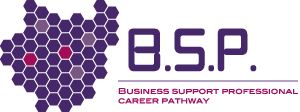 B.S.P.
BUSINESS SUPPORT PROFESSIONAL
CAREER PATHWAY